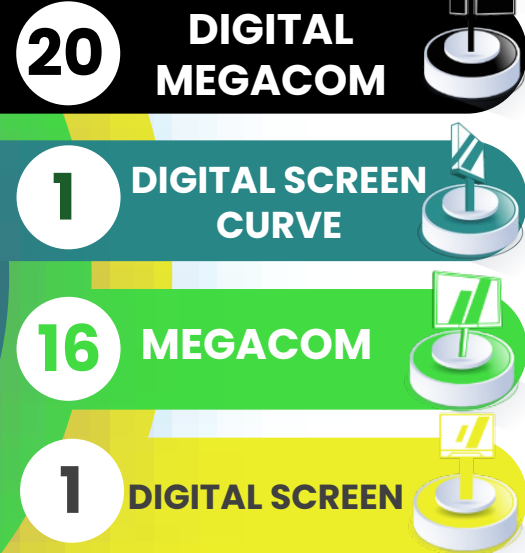 20
DIGITAL
MEGACOM
1
DIGITAL SCREEN
CURVE
16
MEGACOM
1
DIGITAL SCREEN